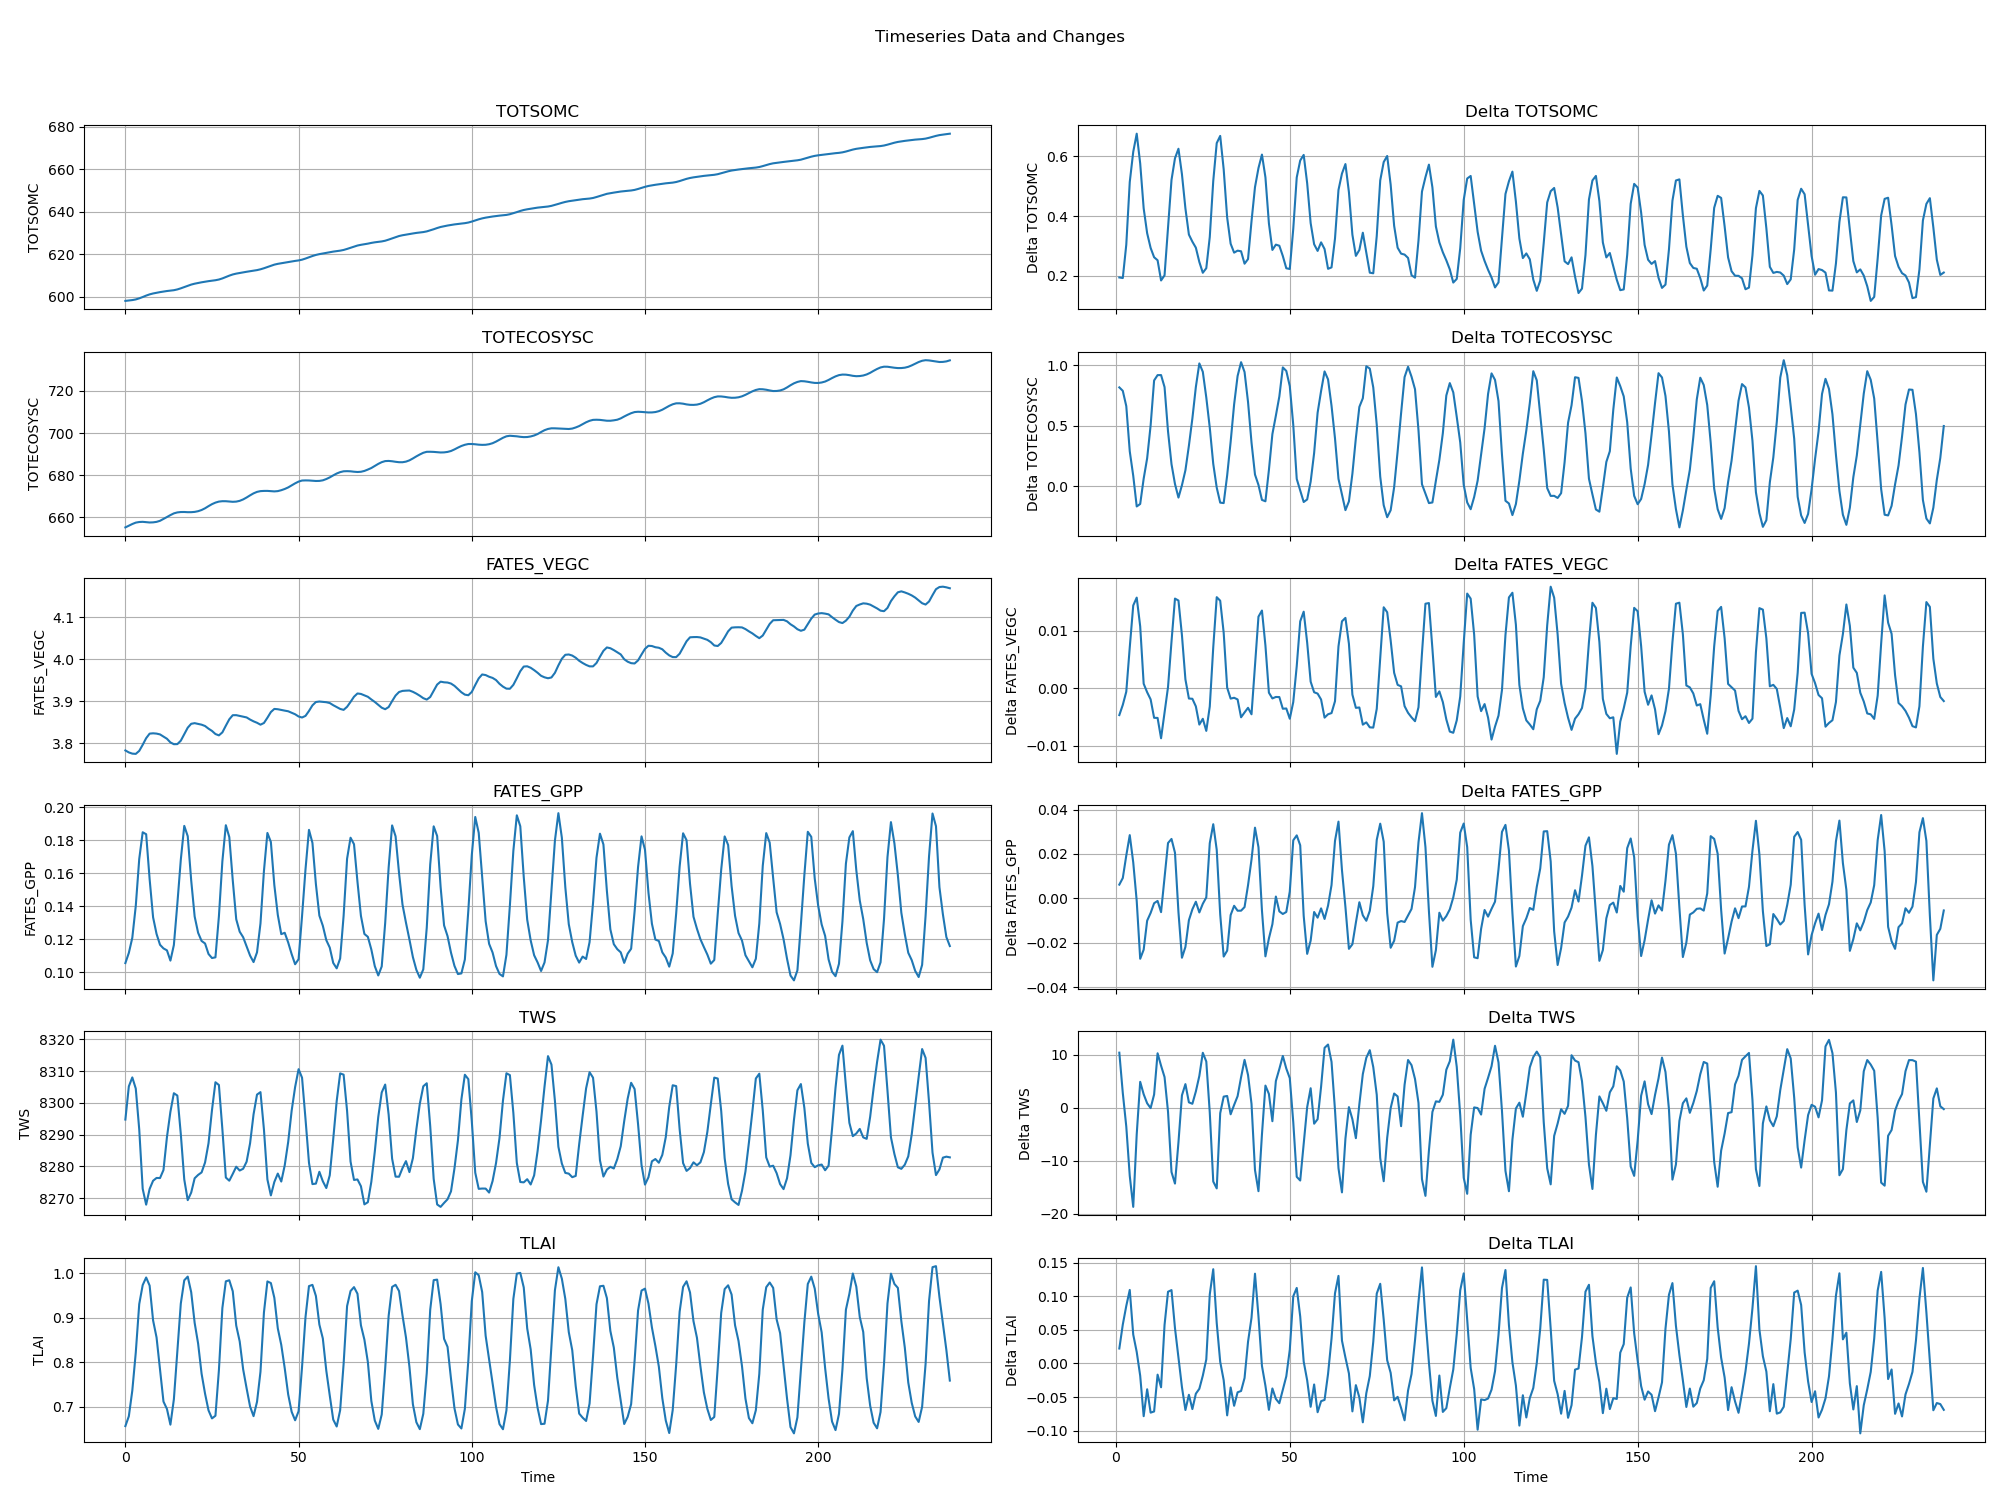 Timeseries Data and Changes
TOTSOMC
TOTSOMC
680
660
640
620
600
Delta TOTSOMC
Delta TOTSOMC
0.6
0.4
0.2
TOTECOSYSC
TOTECOSYSC
720
700
680
660
Delta TOTECOSYSC
Delta TOTECOSYSC
1.0
0.5
0.0
FATES_VEGC
FATES_VEGC
4.1
4.0
3.9
3.8
Delta FATES_VEGC
Delta FATES_VEGC
0.01
0.00
−0.01
FATES_GPP
FATES_GPP
0.20
0.18
0.16
0.14
0.12
0.10
Delta FATES_GPP
Delta FATES_GPP
0.04
0.02
0.00
−0.02
−0.04
TWS
TWS
8320
8310
8300
8290
8280
8270
Delta TWS
Delta TWS
10
0
−10
−20
TLAI
TLAI
1.0
0.9
0.8
0.7
0 50 100 150 200
Time
Delta TLAI
Delta TLAI
0.15
0.10
0.05
0.00
−0.05
−0.10
0 50 100 150 200
Time